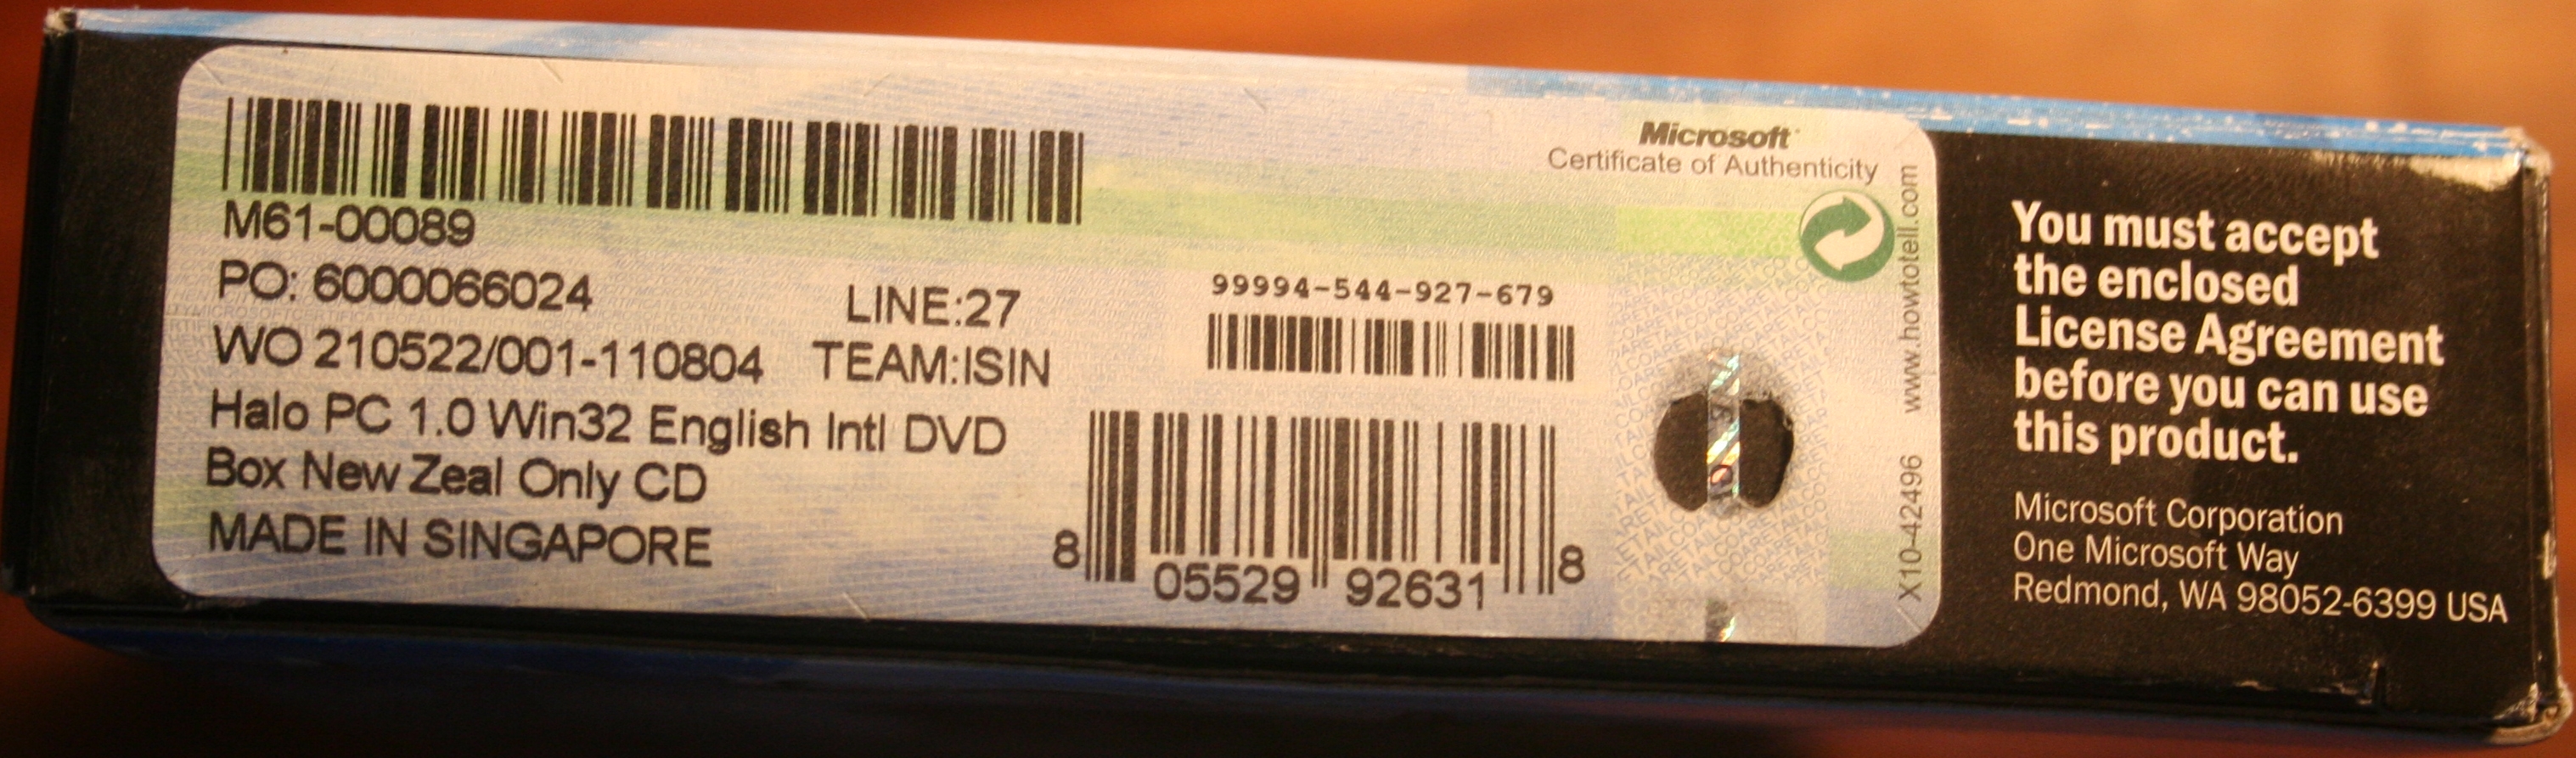 M61-00089
PO: 6000066024
LINE:27
WO 210522/001-110804 TEAM:ISIN
Halo PC 1.0 Win32 English Intl DVD
Box New Zeal Only CD
MADE IN SINGAPORE
99994-544-927-679
8 05529 92631 8
Microsoft
Certificate of Authenticity
www.howtotell.com
X10-42496
You must accept
the enclosed
License Agreement
before you can use
this product.
Microsoft Corporation
One Microsoft Way
Redmond, WA 98052-6399 USA